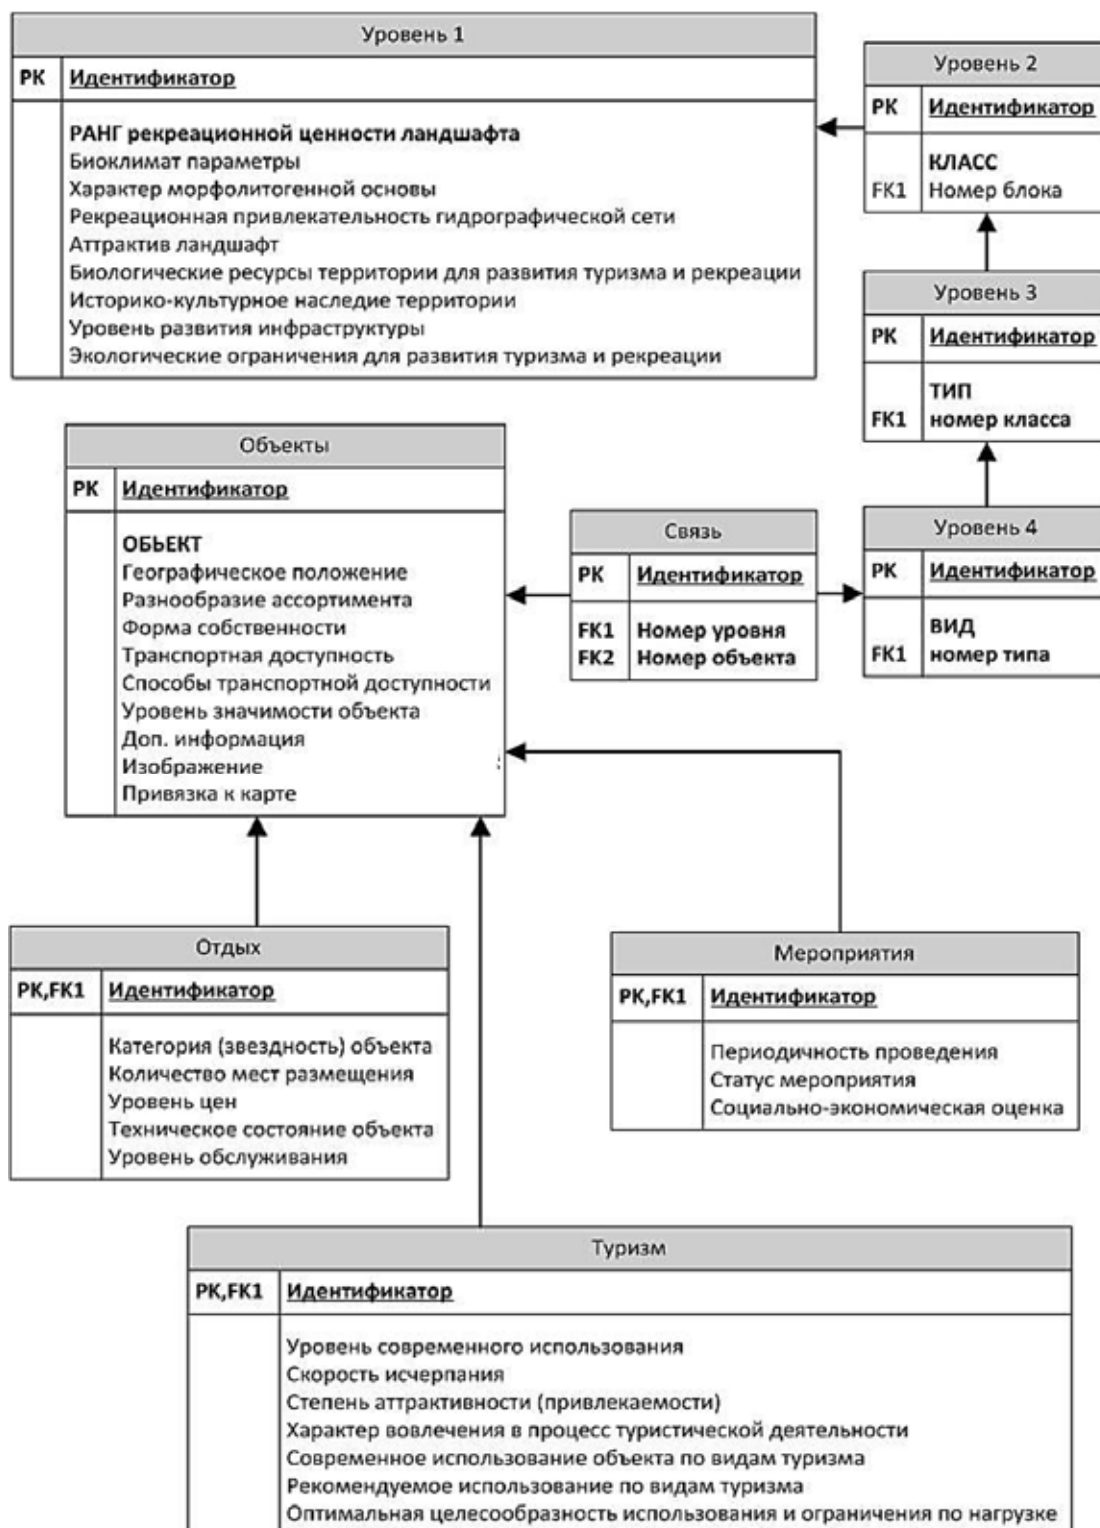 Уровень 1
PK Идентификатор
РАНГ рекреационной ценности ландшафта
Биоклимат параметры
Характер морфолитогенной основы
Рекреационная привлекательность гидрографической сети
Аттрактив ландшафт
Биологические ресурсы территории для развития туризма и рекреации
Историко-культурное наследие территории
Уровень развития инфраструктуры
Экологические ограничения для развития туризма и рекреации
Уровень 2
PK Идентификатор
КЛАСС
FK1 Номер блока
Уровень 3
PK Идентификатор
ТИП
FK1 номер класса
Уровень 4
PK Идентификатор
ВИД
FK1 номер типа
Связь
PK Идентификатор
FK1 Номер уровня
FK2 Номер объекта
Объекты
PK Идентификатор
ОБЬЕКТ
Географическое положение
Разнообразие ассортимента
Форма собственности
Транспортная доступность
Способы транспортной доступности
Уровень значимости объекта
Доп. информация
Изображение
Привязка к карте
Отдых
PK,FK1 Идентификатор
Категория (звездность) объекта
Количество мест размещения
Уровень цен
Техническое состояние объекта
Уровень обслуживания
Мероприятия
PK,FK1 Идентификатор
Периодичность проведения
Статус мероприятия
Социально-экономическая оценка
Туризм
PK,FK1 Идентификатор
Уровень современного использования
Скорость исчерпания
Степень аттрактивности (привлекаемости)
Характер вовлечения в процесс туристической деятельности
Современное использование объекта по видам туризма
Рекомендуемое использование по видам туризма
Оптимальная целесообразность использования и ограничения по нагрузке